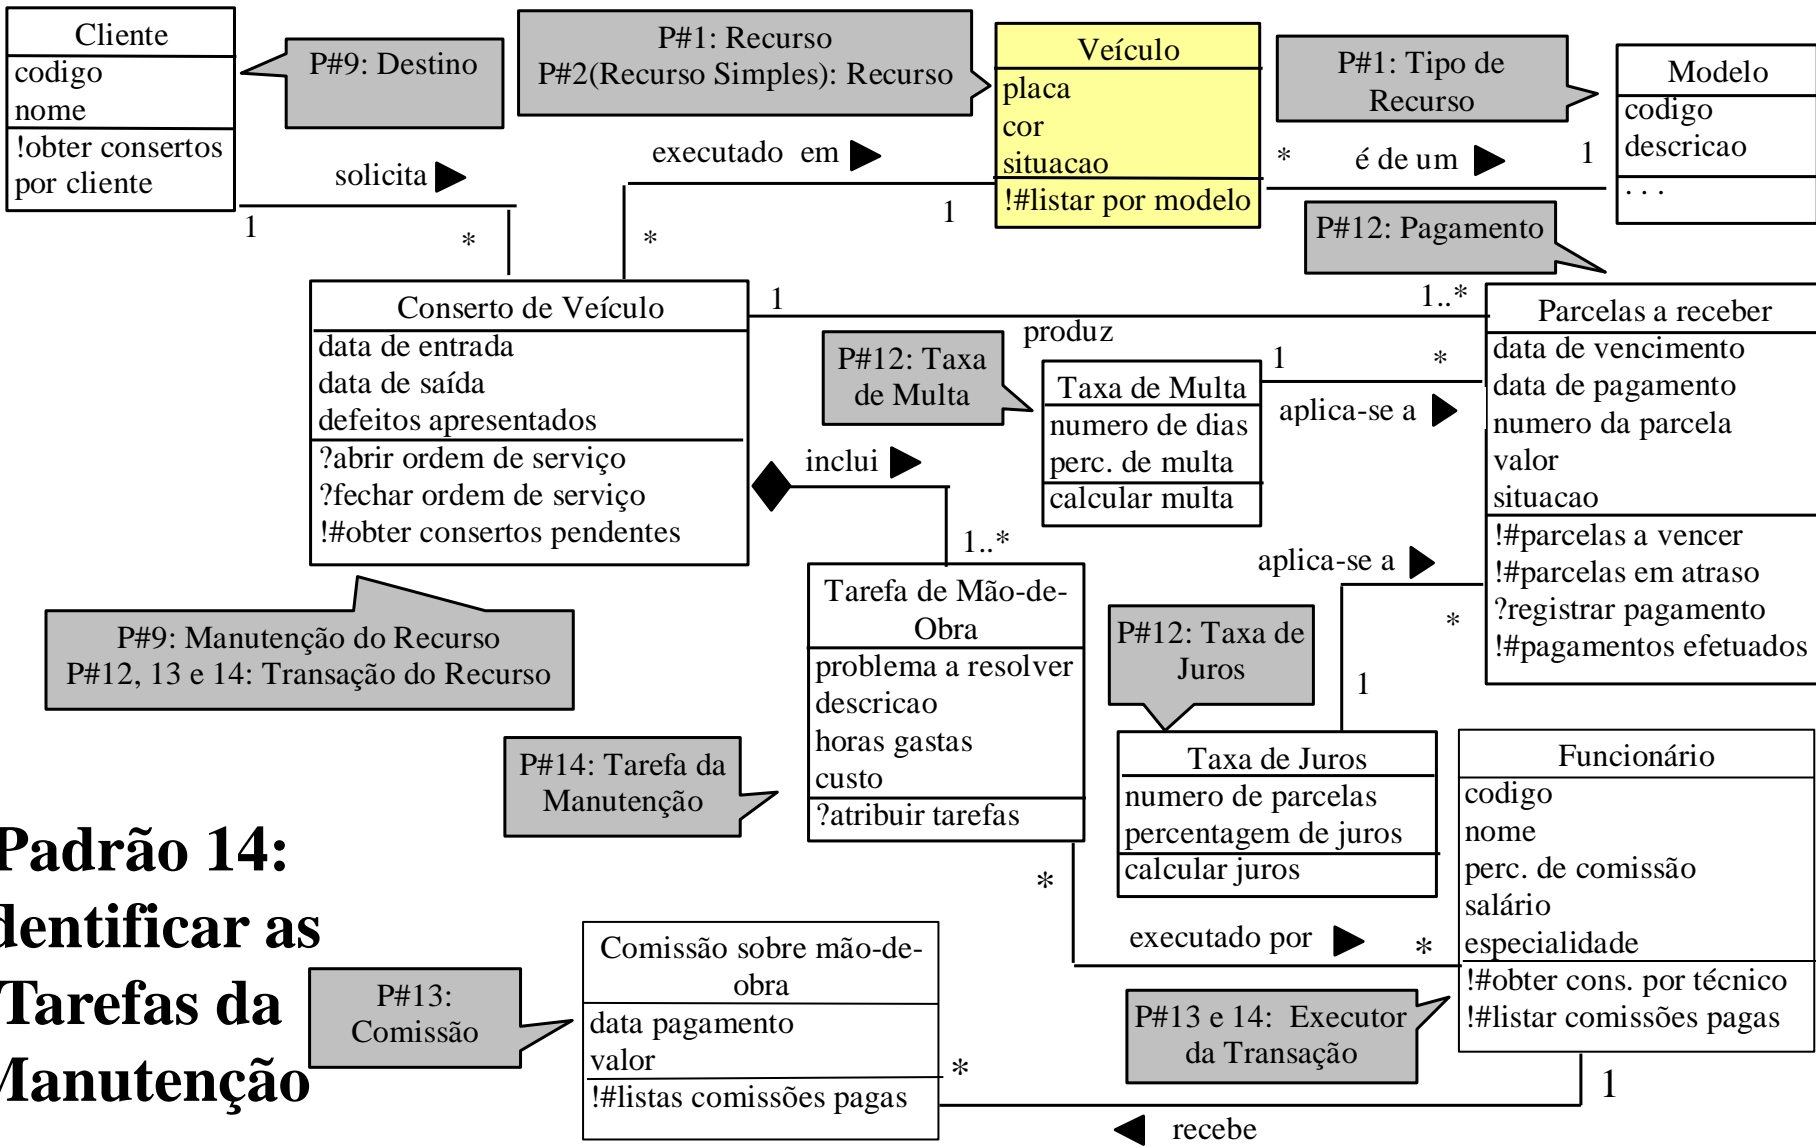 Cliente
codigo
nome
!obter consertos
por cliente
P#9: Destino
P#1: Recurso
P#2(Recurso Simples): Recurso
Veículo
placa
cor
situacao
!#listar por modelo
P#1: Tipo de
Recurso
Modelo
codigo
descricao
. . .
solicita
1
*
executado em
*
1
*
é de um
1
P#12: Pagamento
Conserto de Veículo
data de entrada
data de saída
defeitos apresentados
?abrir ordem de serviço
?fechar ordem de serviço
!#obter consertos pendentes
1
produz
1..*
P#12: Taxa
de Multa
Taxa de Multa
numero de dias
perc. de multa
calcular multa
1
*
aplica-se a
Parcelas a receber
data de vencimento
data de pagamento
numero da parcela
valor
situacao
!#parcelas a vencer
!#parcelas em atraso
?registrar pagamento
!#pagamentos efetuados
inclui
1..*
aplica-se a
*
1
P#9: Manutenção do Recurso
P#12, 13 e 14: Transação do Recurso
Tarefa de Mão-de-
Obra
problema a resolver
descricao
horas gastas
custo
?atribuir tarefas
P#12: Taxa de
Juros
P#14: Tarefa da
Manutenção
Taxa de Juros
numero de parcelas
percentagem de juros
calcular juros
Funcionário
codigo
nome
perc. de comissão
salário
especialidade
!#obter cons. por técnico
!#listar comissões pagas
*
executado por
*
Padrão 14:
dentificar as
Tarefas da
Manutenção
P#13:
Comissão
Comissão sobre mão-de-
obra
data pagamento
valor
!#listas comissões pagas
P#13 e 14: Executor
da Transação
*
1
recebe